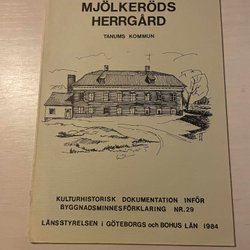 MJÖLKERÖDS
HERRGÅRD
TANUMS KOMMUN
KULTURHISTORISK DOKUMENTATION INFÖR
BYGGNADSMINNESFÖRKLARING NR.29
LÄNSSTYRELSEN i GÖTEBORGS och BOHUS LÄN 1984